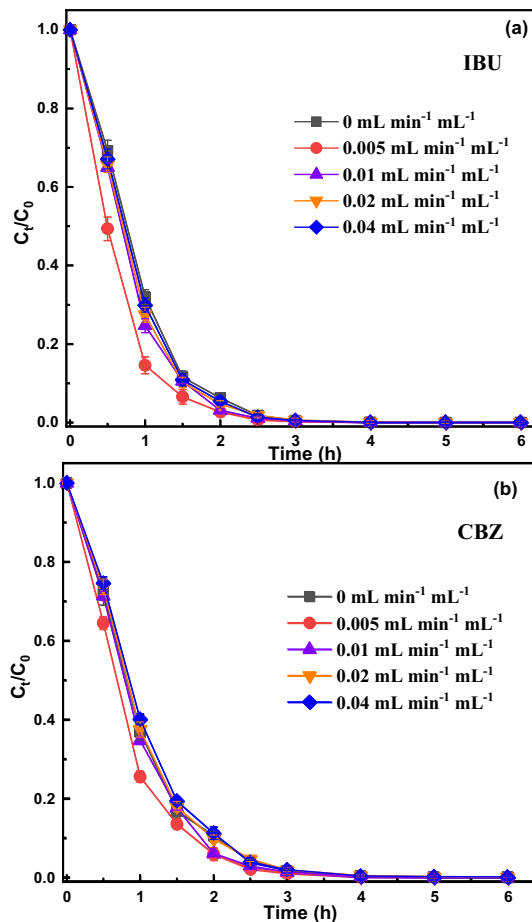 (a)
IBU
0 mL min⁻¹ mL⁻¹
0.005 mL min⁻¹ mL⁻¹
0.01 mL min⁻¹ mL⁻¹
0.02 mL min⁻¹ mL⁻¹
0.04 mL min⁻¹ mL⁻¹
Cₜ/C₀
1.0
0.8
0.6
0.4
0.2
0.0
0 1 2 3 4 5 6
Time (h)
(b)
CBZ
0 mL min⁻¹ mL⁻¹
0.005 mL min⁻¹ mL⁻¹
0.01 mL min⁻¹ mL⁻¹
0.02 mL min⁻¹ mL⁻¹
0.04 mL min⁻¹ mL⁻¹
Cₜ/C₀
1.0
0.8
0.6
0.4
0.2
0.0
0 1 2 3 4 5 6
Time (h)